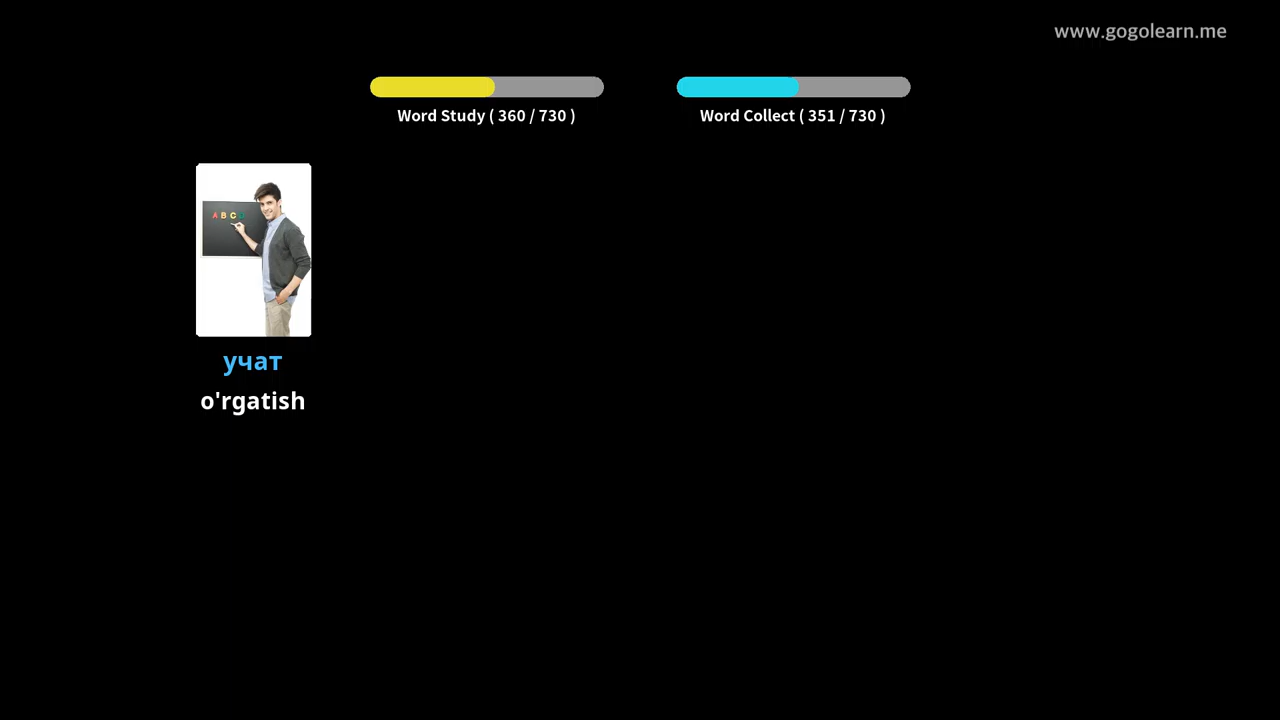 www.gogolearn.me
Word Study ( 360 / 730 )
Word Collect ( 351 / 730 )
A B C D
учат
o'rgatish